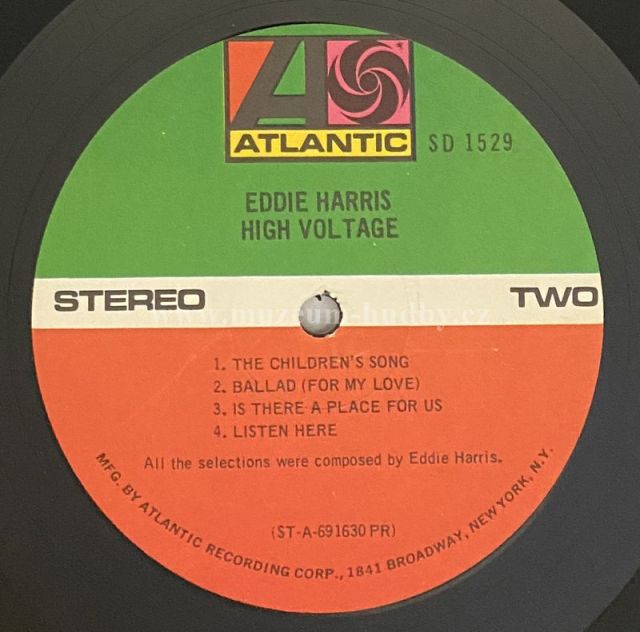 ATLANTIC
SD 1529
EDDIE HARRIS
HIGH VOLTAGE
STEREO TWO
www.muzeum-hudby.cz
1. THE CHILDREN'S SONG
2. BALLAD (FOR MY LOVE)
3. IS THERE A PLACE FOR US
4. LISTEN HERE
All the selections were composed by Eddie Harris.
(ST-A-691630 PR)
MFG. BY ATLANTIC RECORDING CORP., 1841 BROADWAY, NEW YORK, N.Y.